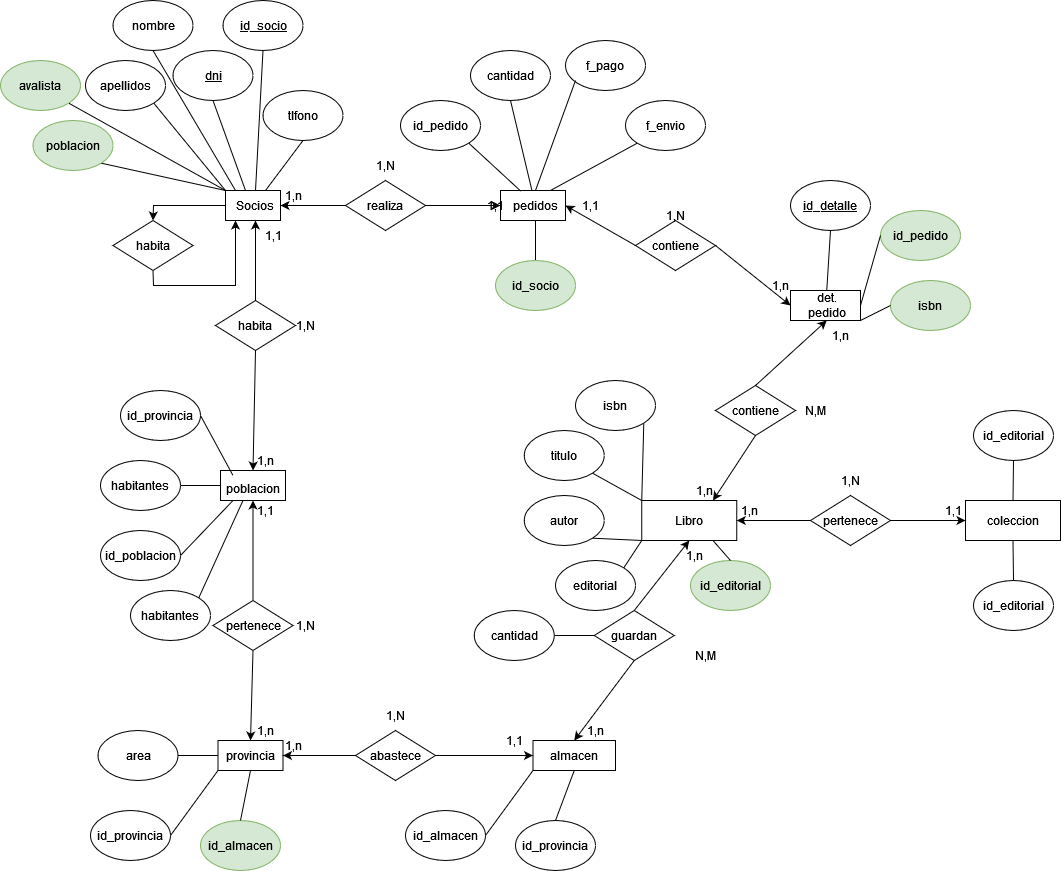 nombre
id_socio
avalista
apellidos
dni
tlfono
poblacion
cantidad
f_pago
id_pedido
f_envio
1,N
Socios
1,n
realiza
pedidos
1,1
1,1
id_socio
habita
1,1
habita
1,N
1,N
contiene
id_detalle
id_pedido
isbn
1,n
det.
pedido
1,n
contiene
N,M
id_provincia
habitantes
id_poblacion
habitantes
1,n
poblacion
1,1
isbn
titulo
autor
editorial
1,n
Libro
1,n
id_editorial
1,n
1,N
pertenece
1,1
id_editorial
coleccion
id_editorial
pertenece
1,N
cantidad
guardan
N,M
1,n
provincia
1,n
area
id_provincia
id_almacen
1,N
abastece
1,1
almacen
1,n
id_almacen
id_provincia